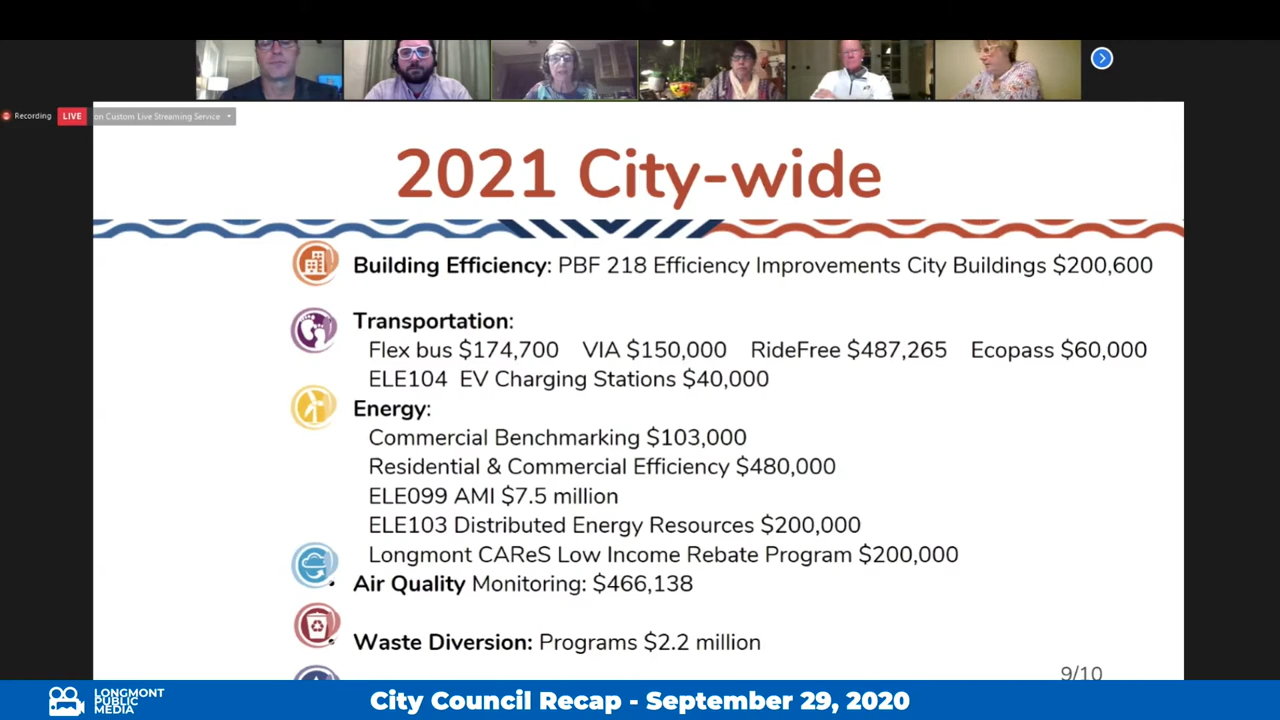 Recording LIVE on Custom Live Streaming Service
2021 City-wide
Building Efficiency: PBF 218 Efficiency Improvements City Buildings $200,600
Transportation:
Flex bus $174,700 VIA $150,000 RideFree $487,265 Ecopass $60,000
ELE104 EV Charging Stations $40,000
Energy:
Commercial Benchmarking $103,000
Residential & Commercial Efficiency $480,000
ELE099 AMI $7.5 million
ELE103 Distributed Energy Resources $200,000
Longmont CAReS Low Income Rebate Program $200,000
Air Quality Monitoring: $466,138
Waste Diversion: Programs $2.2 million
9/10
LONGMONT
PUBLIC
MEDIA
City Council Recap - September 29, 2020